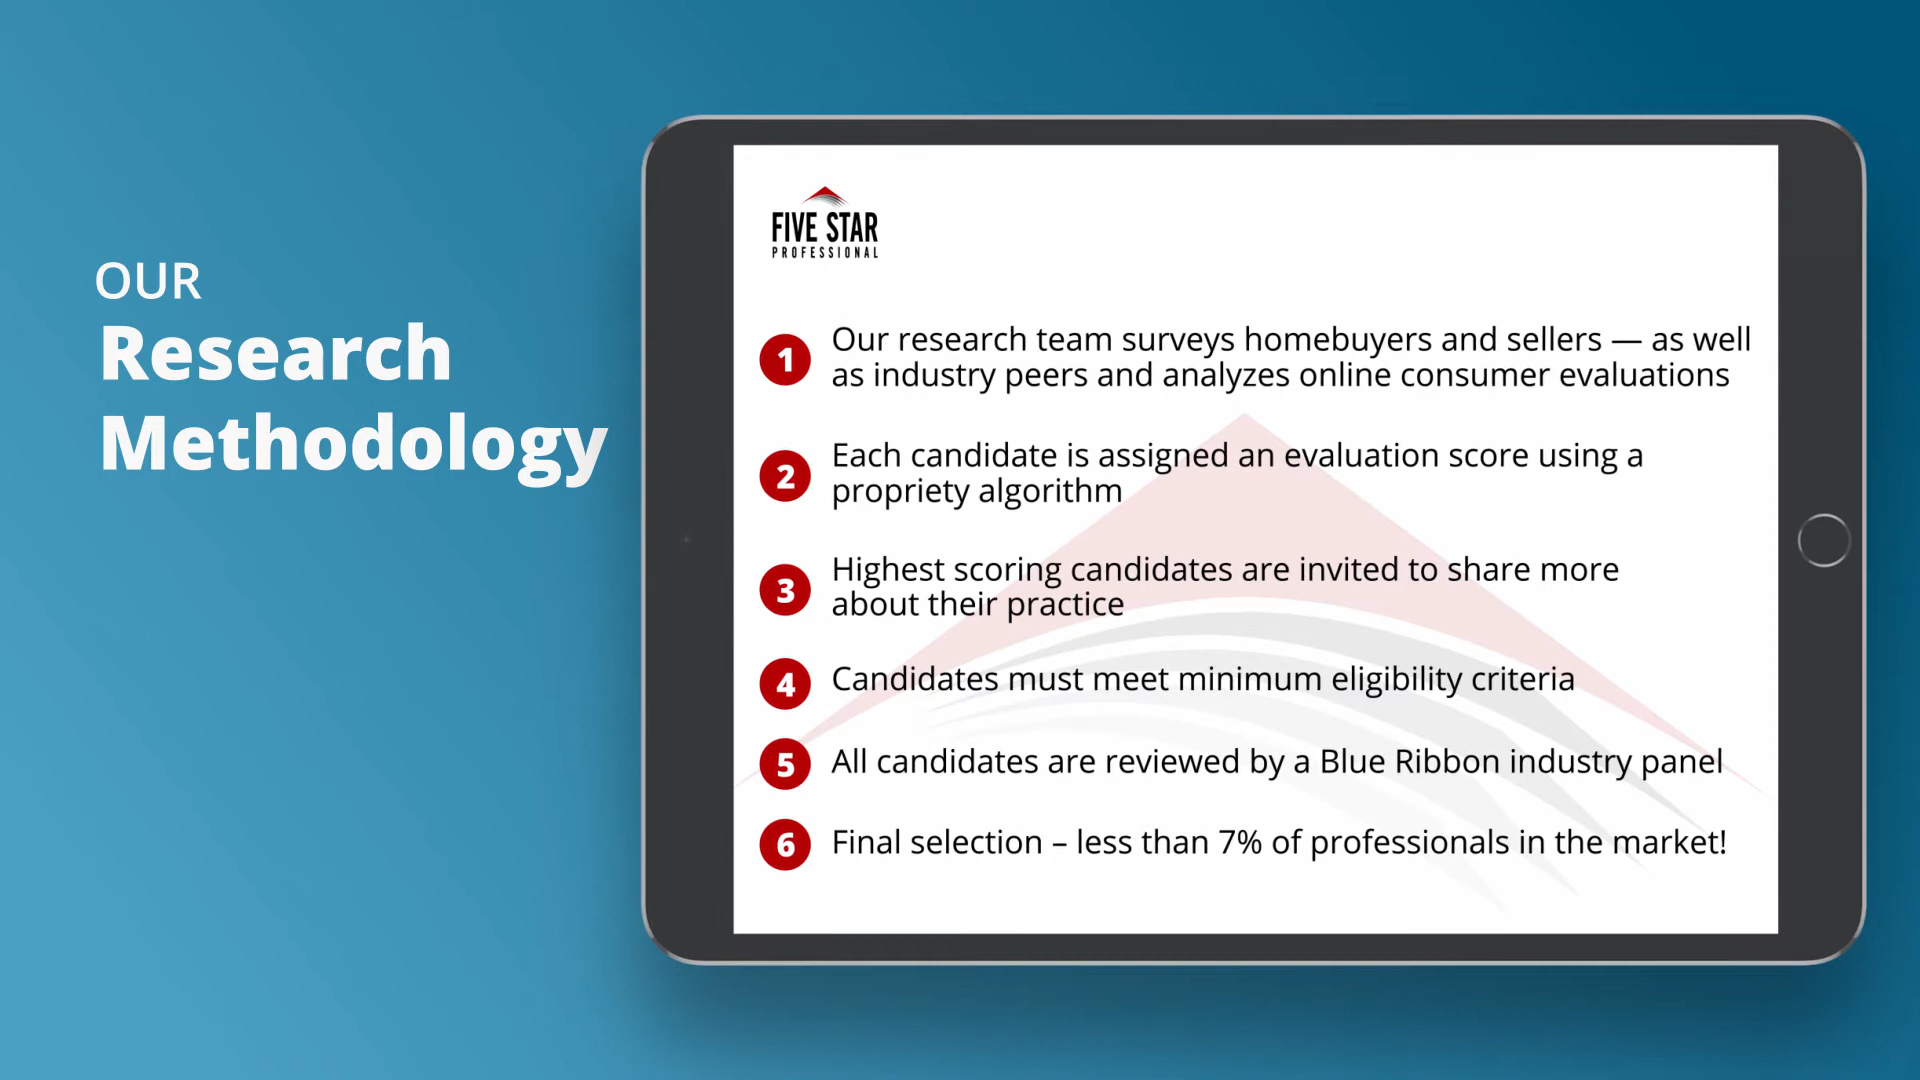 OUR
Research
Methodology
FIVE STAR
PROFESSIONAL
1 Our research team surveys homebuyers and sellers — as well
as industry peers and analyzes online consumer evaluations
2 Each candidate is assigned an evaluation score using a
propriety algorithm
3 Highest scoring candidates are invited to share more
about their practice
4 Candidates must meet minimum eligibility criteria
5 All candidates are reviewed by a Blue Ribbon industry panel
6 Final selection – less than 7% of professionals in the market!